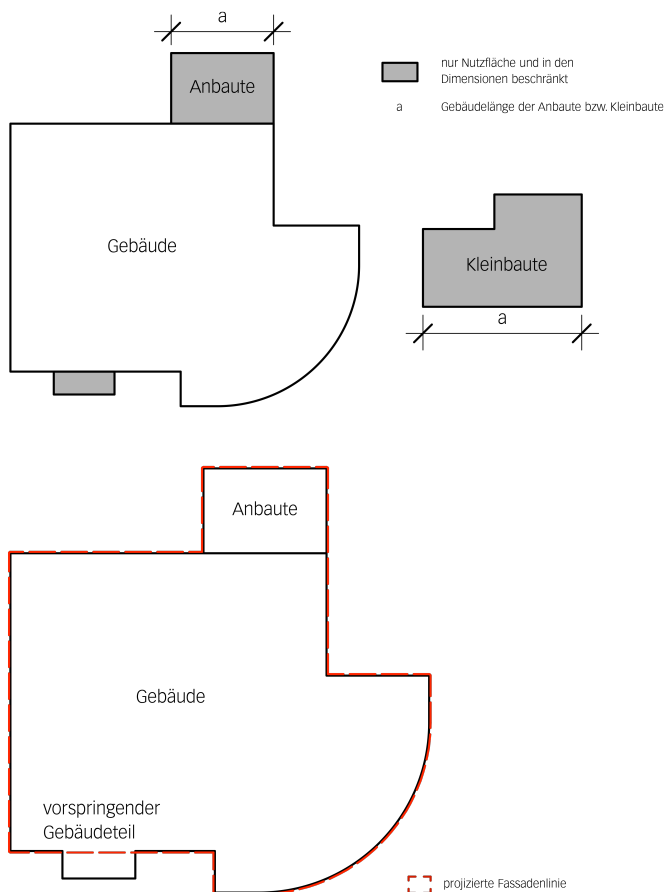 a
Anbaute
nur Nutzfläche und in den
Dimensionen beschränkt
a Gebäudelänge der Anbaute bzw. Kleinbaute
Gebäude
Kleinbaute
a
Anbaute
Gebäude
vorspringender
Gebäudeteil
projizierte Fassadenlinie